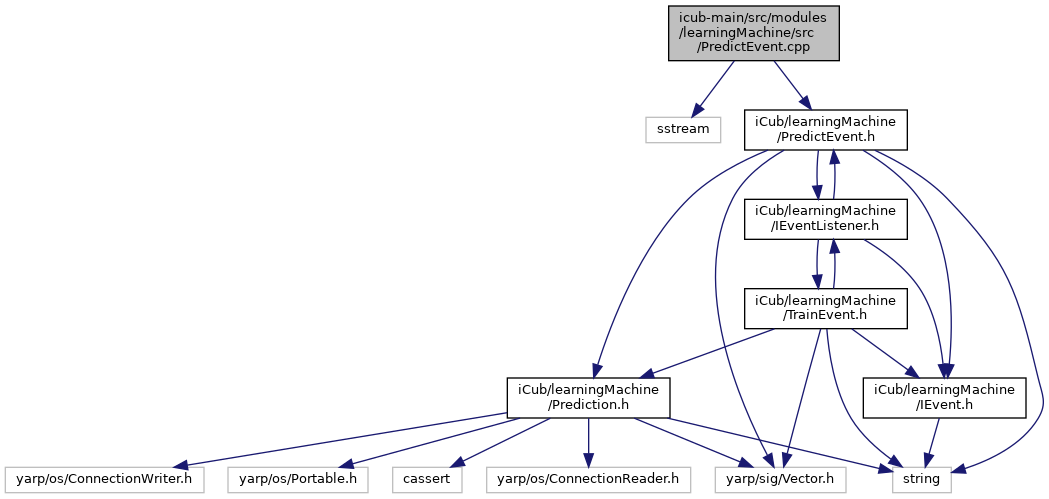 icub-main/src/modules
/learningMachine/src
/PredictEvent.cpp
sstream
iCub/learningMachine
/PredictEvent.h
iCub/learningMachine
/IEventListener.h
iCub/learningMachine
/TrainEvent.h
iCub/learningMachine
/Prediction.h
iCub/learningMachine
/IEvent.h
yarp/os/ConnectionWriter.h
yarp/os/Portable.h
cassert
yarp/os/ConnectionReader.h
yarp/sig/Vector.h
string